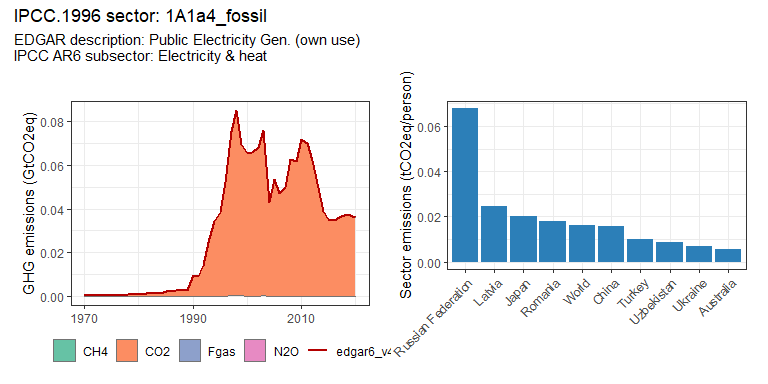 IPCC.1996 sector: 1A1a4_fossil
EDGAR description: Public Electricity Gen. (own use)
IPCC AR6 subsector: Electricity & heat
GHG emissions (GtCO2eq)
0.08
0.06
0.04
0.02
0.00
1970
1990
2010
CH4
CO2
Fgas
N2O
edgar6_v4
Sector emissions (tCO2eq/person)
0.06
0.04
0.02
0.00
Russian Federation
Latvia
Japan
Romania
World
China
Turkey
Uzbekistan
Ukraine
Australia